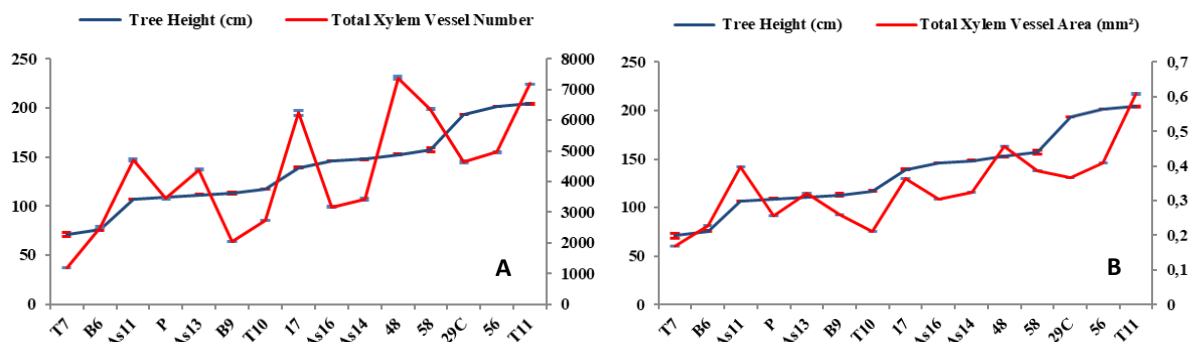 Tree Height (cm) Total Xylem Vessel Number
250 8000
200 7000
150 6000
100 5000
50 4000
0 3000
2000
1000
0
A
T7 B6 As11 P As13 B9 T10 17 As16 As14 48 58 29C 56 T11
Tree Height (cm) Total Xylem Vessel Area (mm²)
250 0,7
200 0,6
150 0,5
100 0,4
50 0,3
0 0,2
0,1
0
B
T7 B6 As11 P As13 B9 T10 17 As16 As14 48 58 29C 56 T11